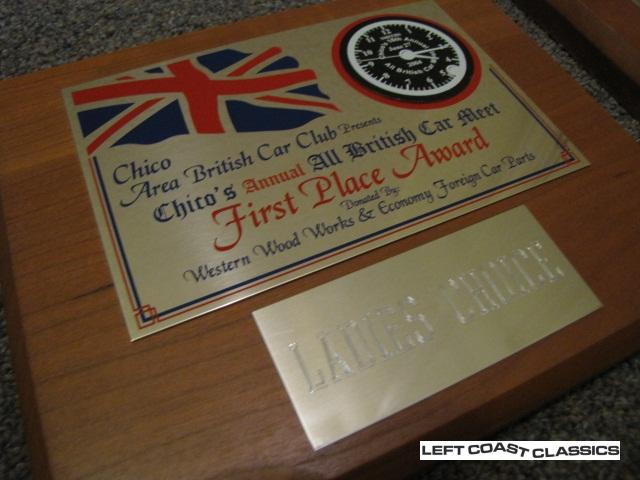 Chico
Area British Car Club Presents
Chico's Annual All British Car Meet
First Place Award
Donated By:
Western Wood Works & Economy Foreign Car Parts
LADIES CHOICE
LEFT COAST CLASSICS